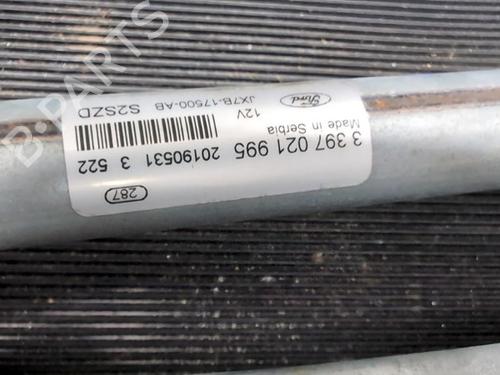 Ford
JX7B-17500-AB S2SZD
12V
Made in Serbia
3 397 021 995 20190531 3 522
287
B-PARTS